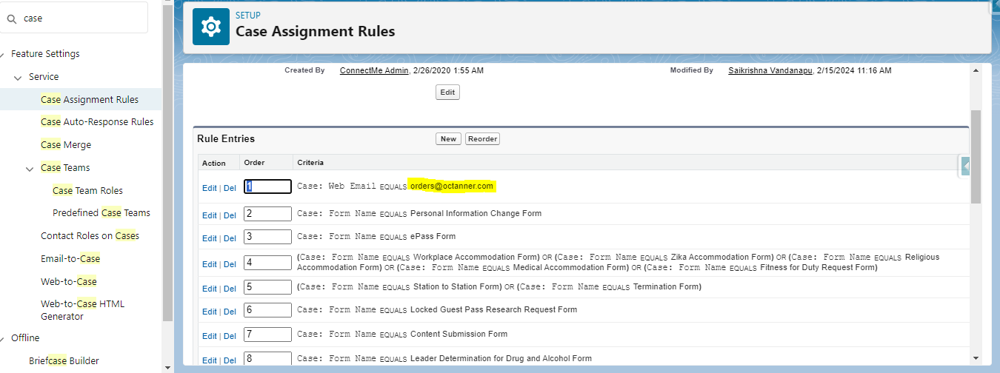 case
Feature Settings
Service
Case Assignment Rules
Case Auto-Response Rules
Case Merge
Case Teams
Case Team Roles
Predefined Case Teams
Contact Roles on Cases
Email-to-Case
Web-to-Case
Web-to-Case HTML
Generator
Offline
Briefcase Builder
SETUP
Case Assignment Rules
Created By ConnectMe Admin, 2/26/2020 1:55 AM Modified By Saikrishna Vandanapu, 2/15/2024 11:16 AM
Edit
Rule Entries New Reorder
Action Order Criteria
Edit | Del 1 Case: Web Email EQUALS orders@octanner.com
Edit | Del 2 Case: Form Name EQUALS Personal Information Change Form
Edit | Del 3 Case: Form Name EQUALS ePass Form
Edit | Del 4 (Case: Form Name EQUALS Workplace Accommodation Form) OR (Case: Form Name EQUALS Zika Accommodation Form) OR (Case: Form Name EQUALS Religious
Accommodation Form) OR (Case: Form Name EQUALS Medical Accommodation Form) OR (Case: Form Name EQUALS Fitness for Duty Request Form)
Edit | Del 5 (Case: Form Name EQUALS Station to Station Form) OR (Case: Form Name EQUALS Termination Form)
Edit | Del 6 Case: Form Name EQUALS Locked Guest Pass Research Request Form
Edit | Del 7 Case: Form Name EQUALS Content Submission Form
Edit | Del 8 Case: Form Name EQUALS Leader Determination for Drug and Alcohol Form